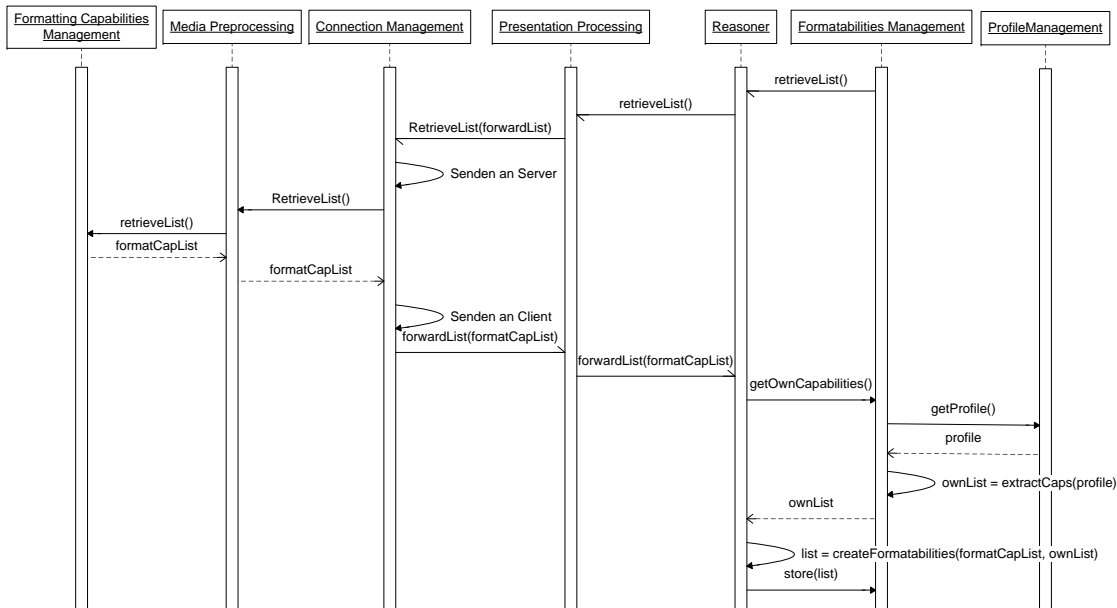 Formatting Capabilities
Management
Media Preprocessing
Connection Management
Presentation Processing
Reasoner
Formatabilities Management
ProfileManagement
retrieveList()
retrieveList()
RetrieveList(forwardList)
Senden an Server
RetrieveList()
retrieveList()
formatCapList
formatCapList
Senden an Client
forwardList(formatCapList)
forwardList(formatCapList)
getOwnCapabilities()
getProfile()
profile
ownList = extractCaps(profile)
ownList
list = createFormatabilities(formatCapList, ownList)
store(list)